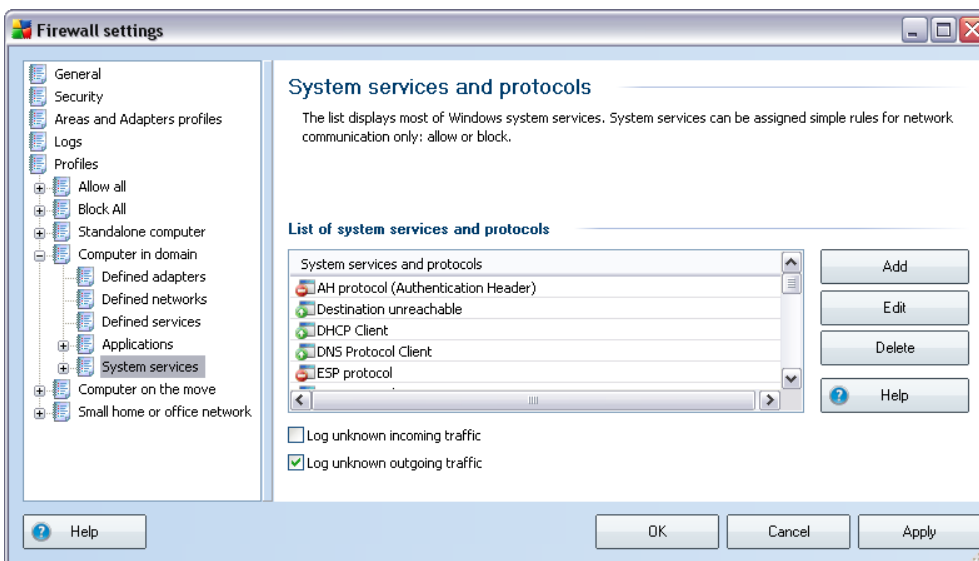 Firewall settings
General
Security
Areas and Adapters profiles
Logs
Profiles
Allow all
Block All
Standalone computer
Computer in domain
Defined adapters
Defined networks
Defined services
Applications
System services
Computer on the move
Small home or office network
Help
System services and protocols
The list displays most of Windows system services. System services can be assigned simple rules for network
communication only: allow or block.
List of system services and protocols
System services and protocols
AH protocol (Authentication Header)
Destination unreachable
DHCP Client
DNS Protocol Client
ESP protocol
Add
Edit
Delete
Help
Log unknown incoming traffic
Log unknown outgoing traffic
OK
Cancel
Apply